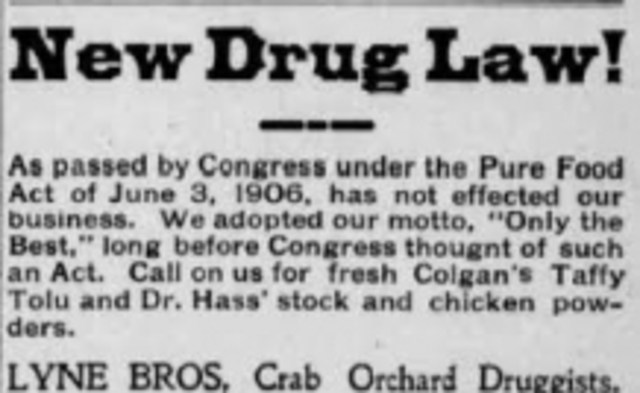 New Drug Law!
As passed by Congress under the Pure Food
Act of June 3, 1906, has not effected our
business. We adopted our motto, "Only the
Best," long before Congress thougnt of such
an Act. Call on us for fresh Colgan's Taffy
Tolu and Dr. Hass' stock and chicken pow-
ders.
LYNE BROS, Crab Orchard Druggists.